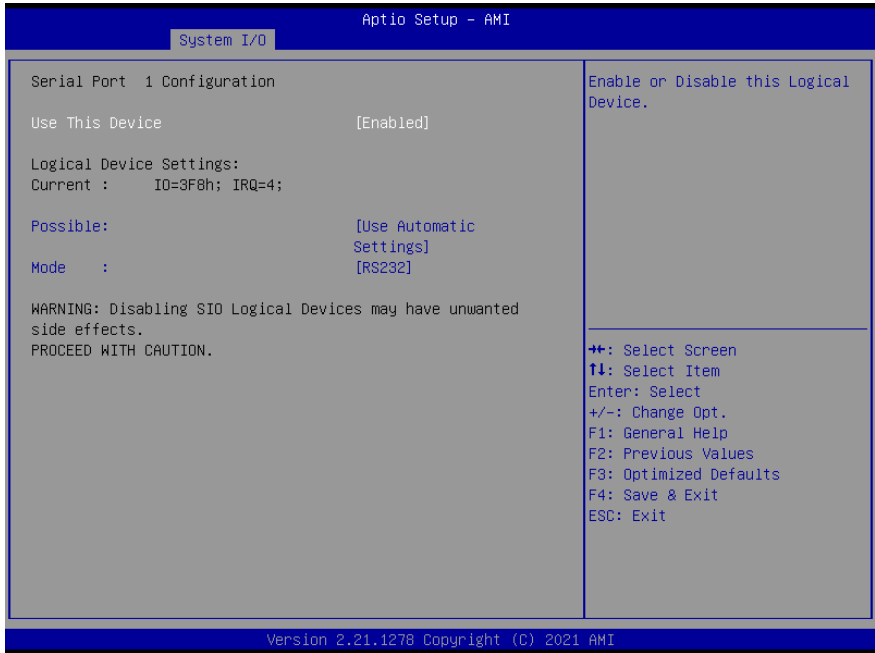 Aptio Setup – AMI
System I/O
Serial Port 1 Configuration
Use This Device [Enabled]
Logical Device Settings:
Current : IO=3F8h; IRQ=4;
Possible: [Use Automatic
Settings]
Mode : [RS232]
WARNING: Disabling SIO Logical Devices may have unwanted
side effects.
PROCEED WITH CAUTION.
Enable or Disable this Logical
Device.
→←: Select Screen
↑↓: Select Item
Enter: Select
+/-: Change Opt.
F1: General Help
F2: Previous Values
F3: Optimized Defaults
F4: Save & Exit
ESC: Exit
Version 2.21.1278 Copyright (C) 2021 AMI